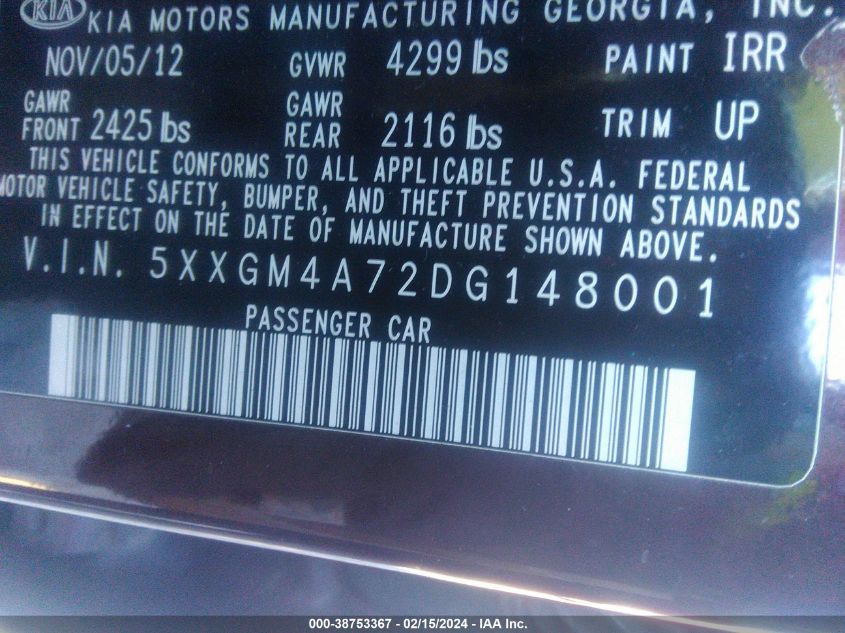 KIA KIA MOTORS MANUFACTURING GEORGIA, INC.
NOV/05/12 GVWR 4299 lbs PAINT IRR
GAWR FRONT 2425 lbs GAWR REAR 2116 lbs TRIM UP
THIS VEHICLE CONFORMS TO ALL APPLICABLE U.S.A. FEDERAL
MOTOR VEHICLE SAFETY, BUMPER, AND THEFT PREVENTION STANDARDS
IN EFFECT ON THE DATE OF MANUFACTURE SHOWN ABOVE.
V.I.N. 5XXGM4A72DG148001
PASSENGER CAR
000-38753367 - 02/15/2024 - IAA Inc.